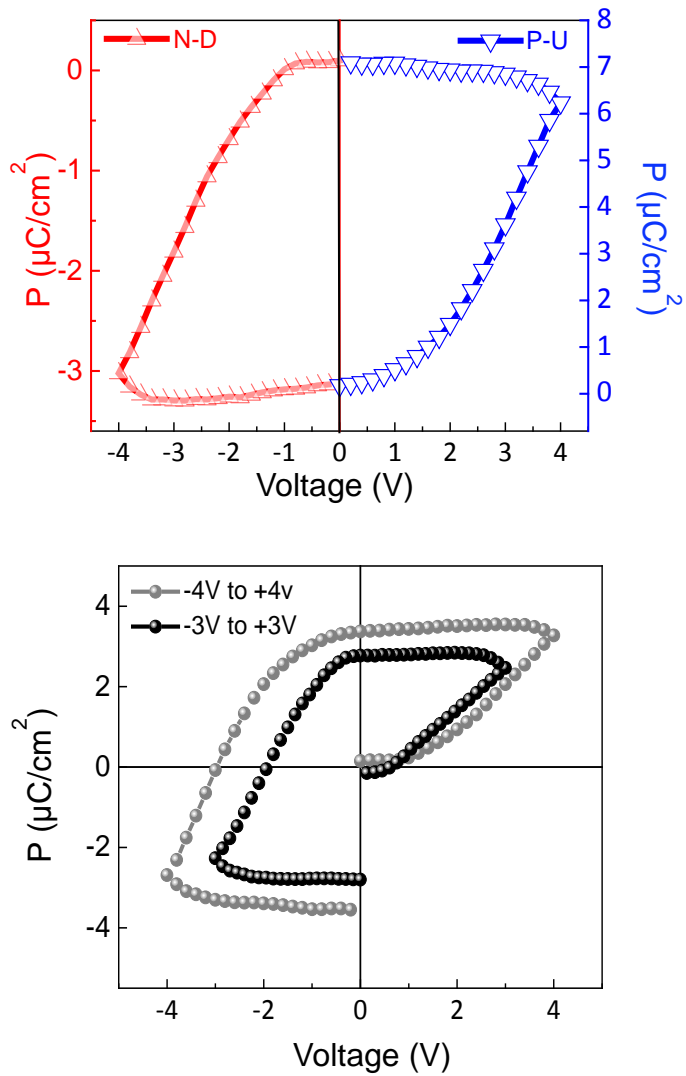 N-D
P-U
0
-1
-2
-3
8
7
6
5
4
3
2
1
0
P (µC/cm²)
P (µC/cm²)
-4 -3 -2 -1 0 1 2 3 4
Voltage (V)
-4V to +4v
-3V to +3V
4
2
0
-2
-4
P (µC/cm²)
-4 -2 0 2 4
Voltage (V)